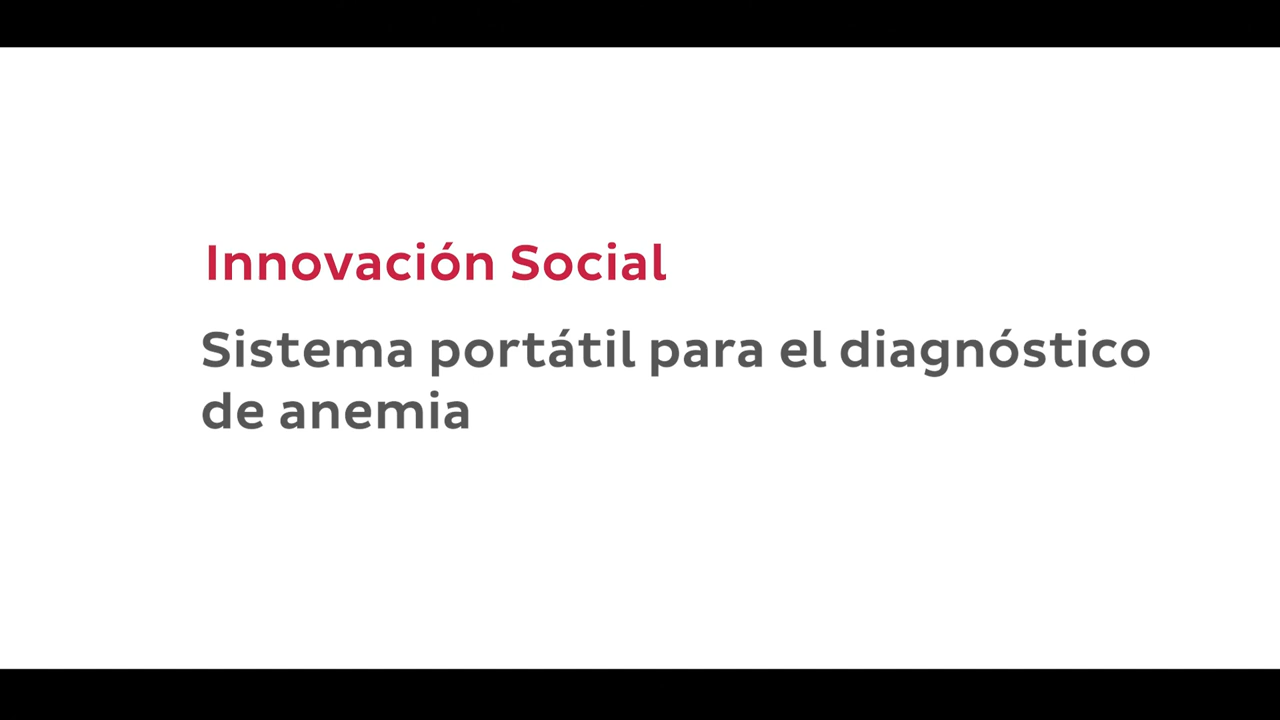 Innovación Social
Sistema portátil para el diagnóstico
de anemia